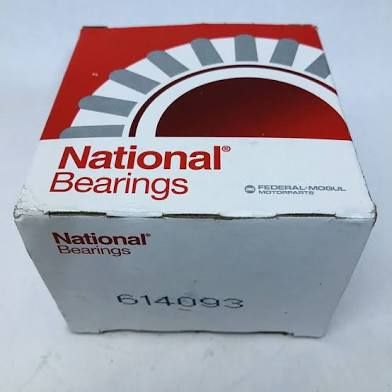 National®
Bearings
FEDERAL-MOGUL
MOTORPARTS
National®
Bearings
614093